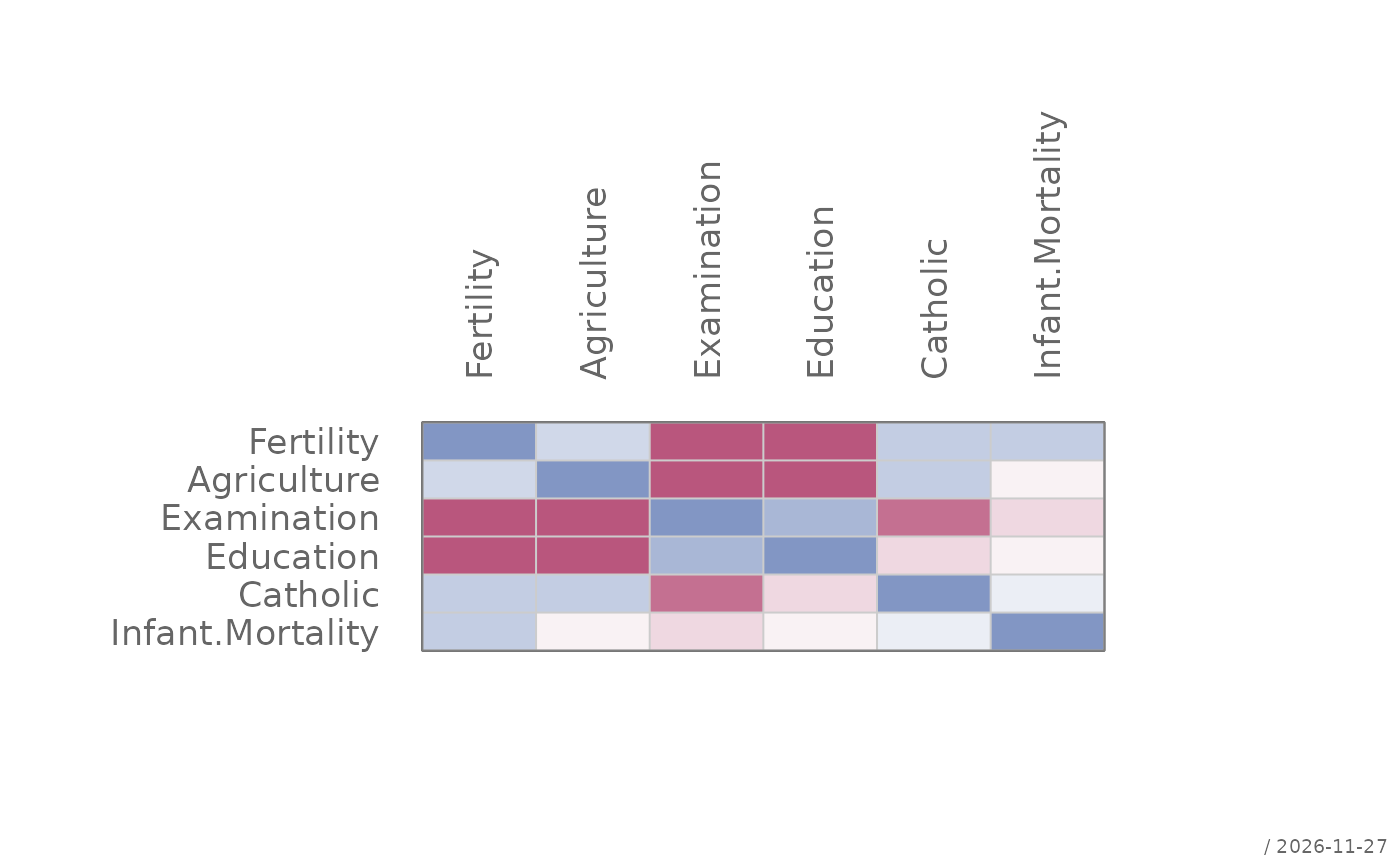 Fertility
Agriculture
Examination
Education
Catholic
Infant.Mortality
Fertility
Agriculture
Examination
Education
Catholic
Infant.Mortality
/ 2026-11-27